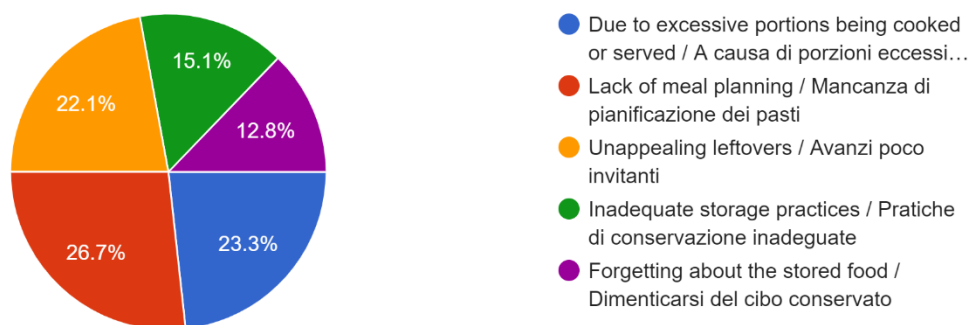 15.1%
22.1%
12.8%
26.7%
23.3%
Due to excessive portions being cooked
or served / A causa di porzioni eccessi…
Lack of meal planning / Mancanza di
pianificazione dei pasti
Unappealing leftovers / Avanzi poco
invitanti
Inadequate storage practices / Pratiche
di conservazione inadeguate
Forgetting about the stored food /
Dimenticarsi del cibo conservato